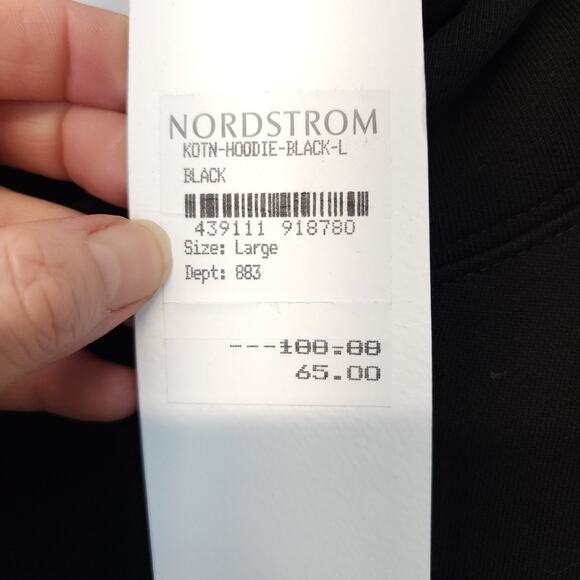 NORDSTROM
KOTN-HOODIE-BLACK-L
BLACK
439111 918780
Size: Large
Dept: 883
---100.00
65.00